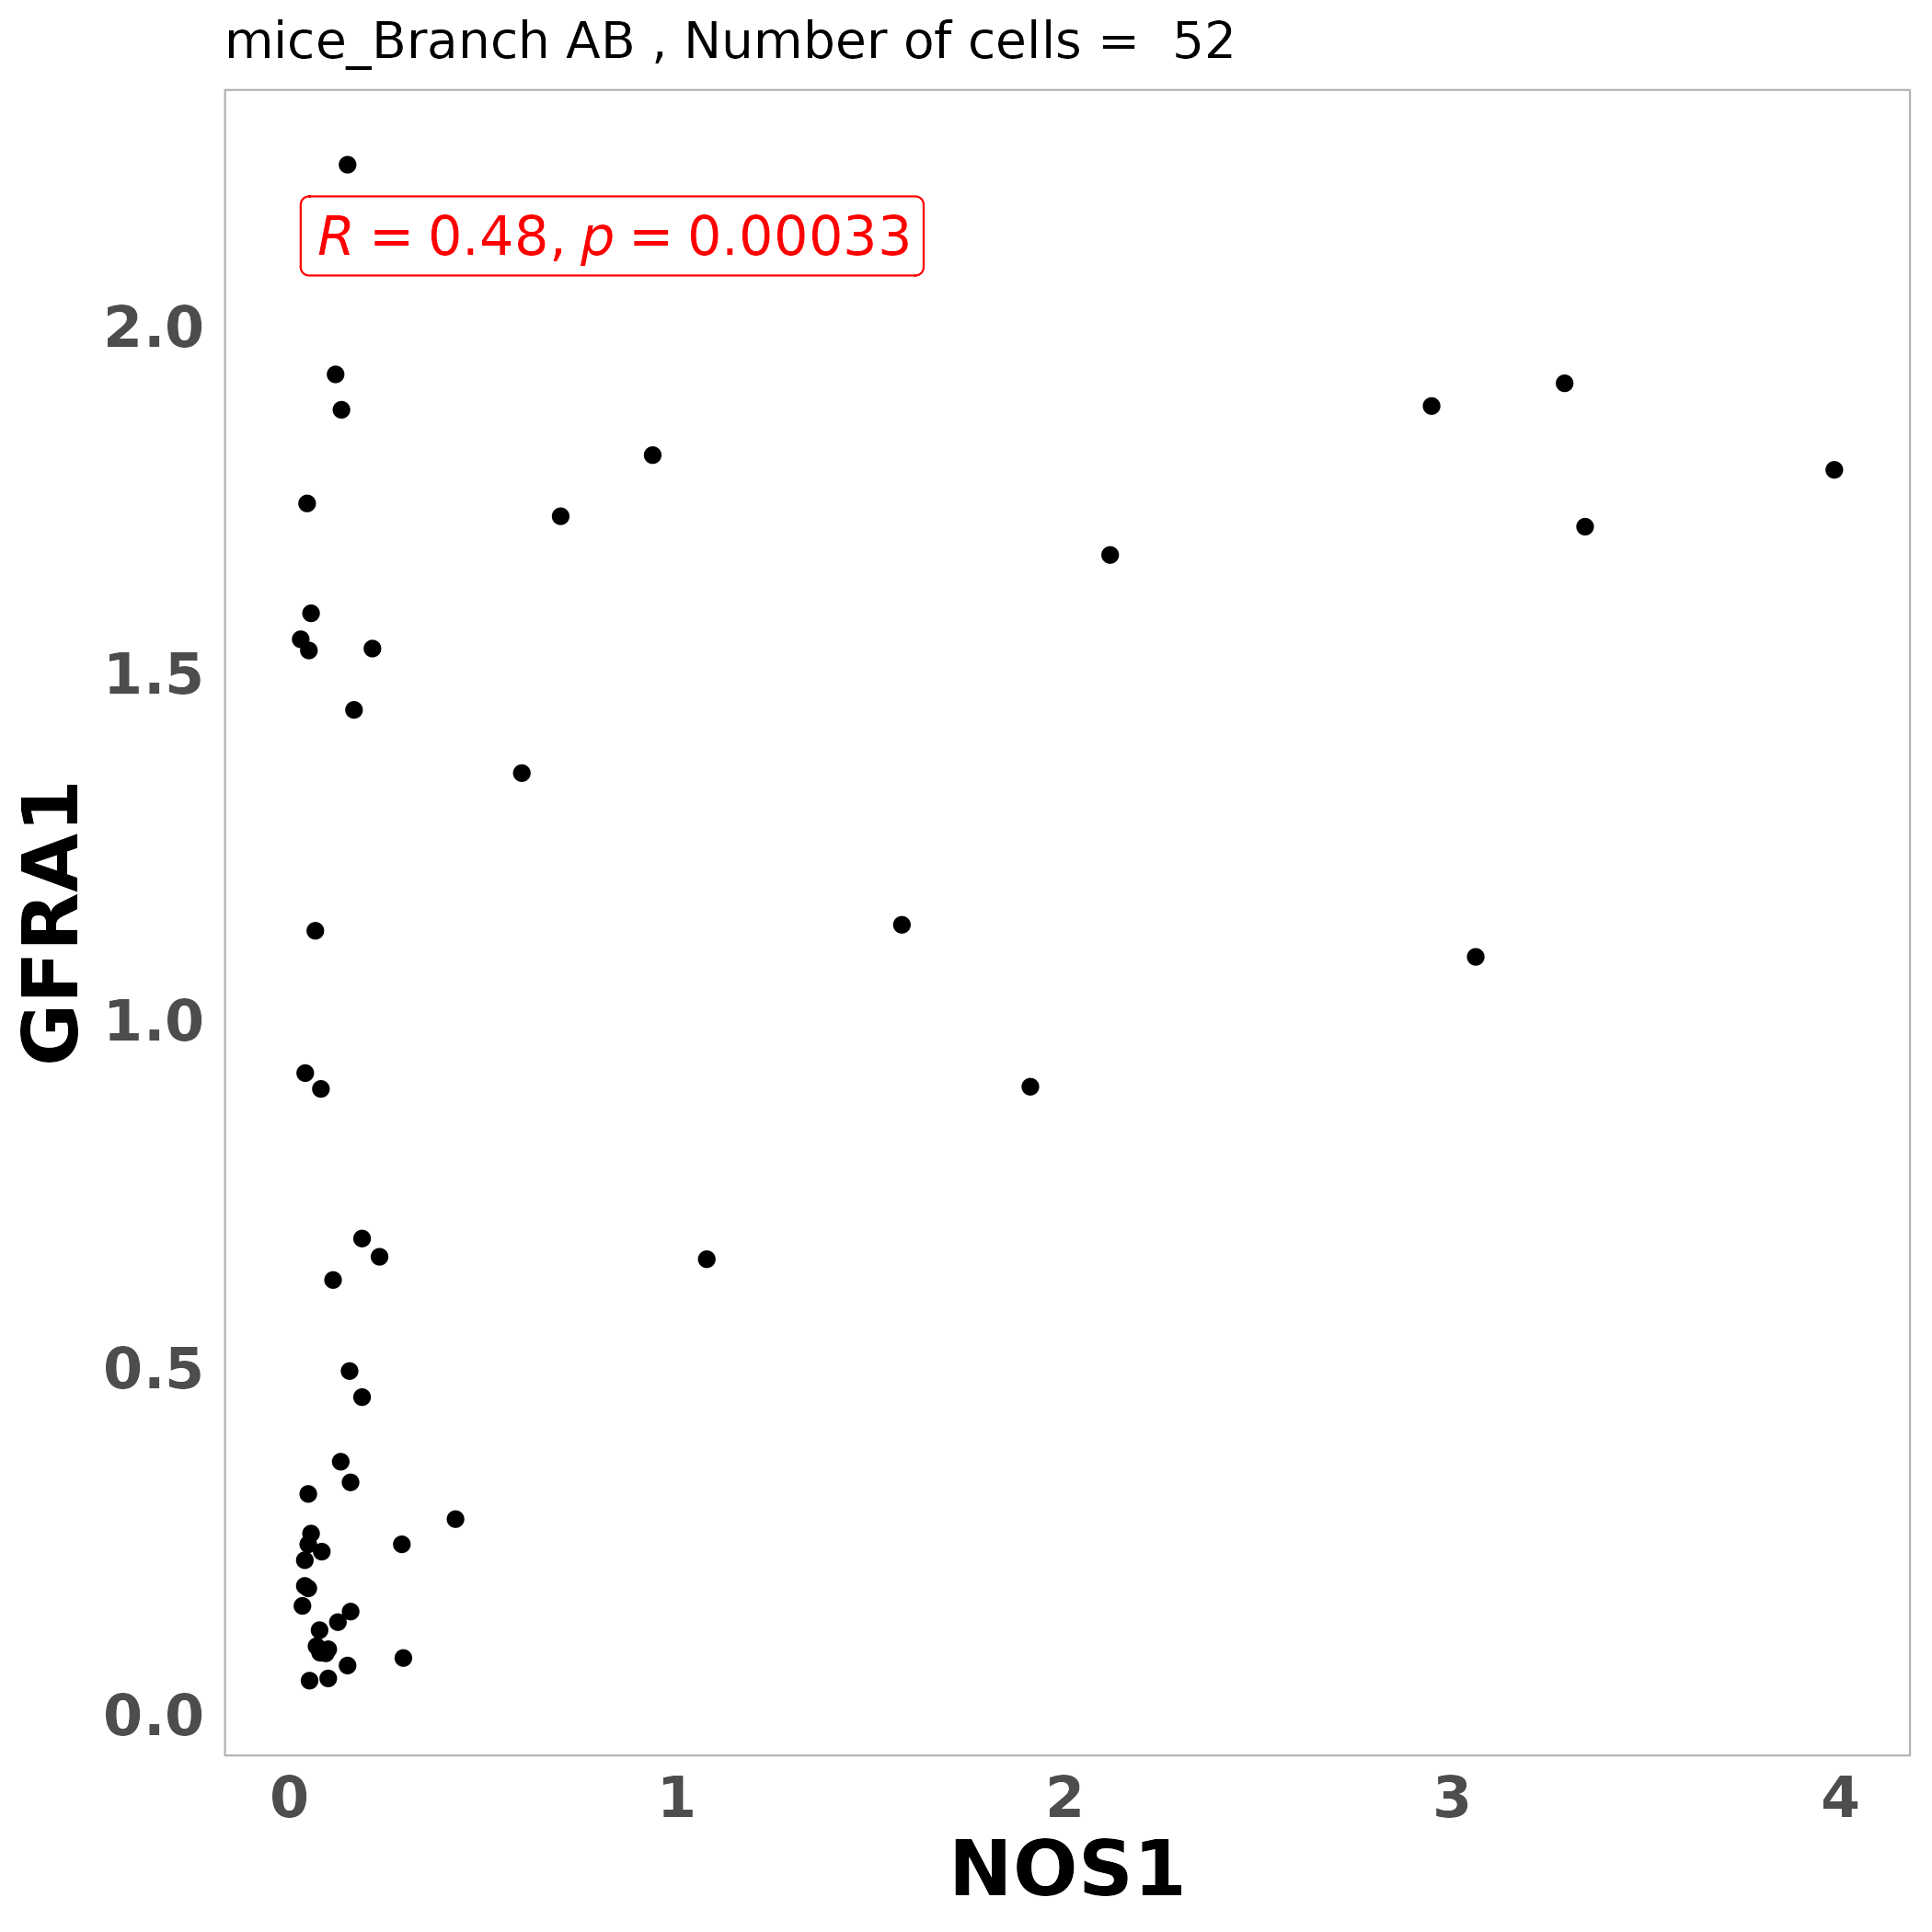 mice_Branch AB , Number of cells =  52
R = 0.48, p = 0.00033
2.0
1.5
1.0
0.5
0.0
GFRA1
0 1 2 3 4
NOS1